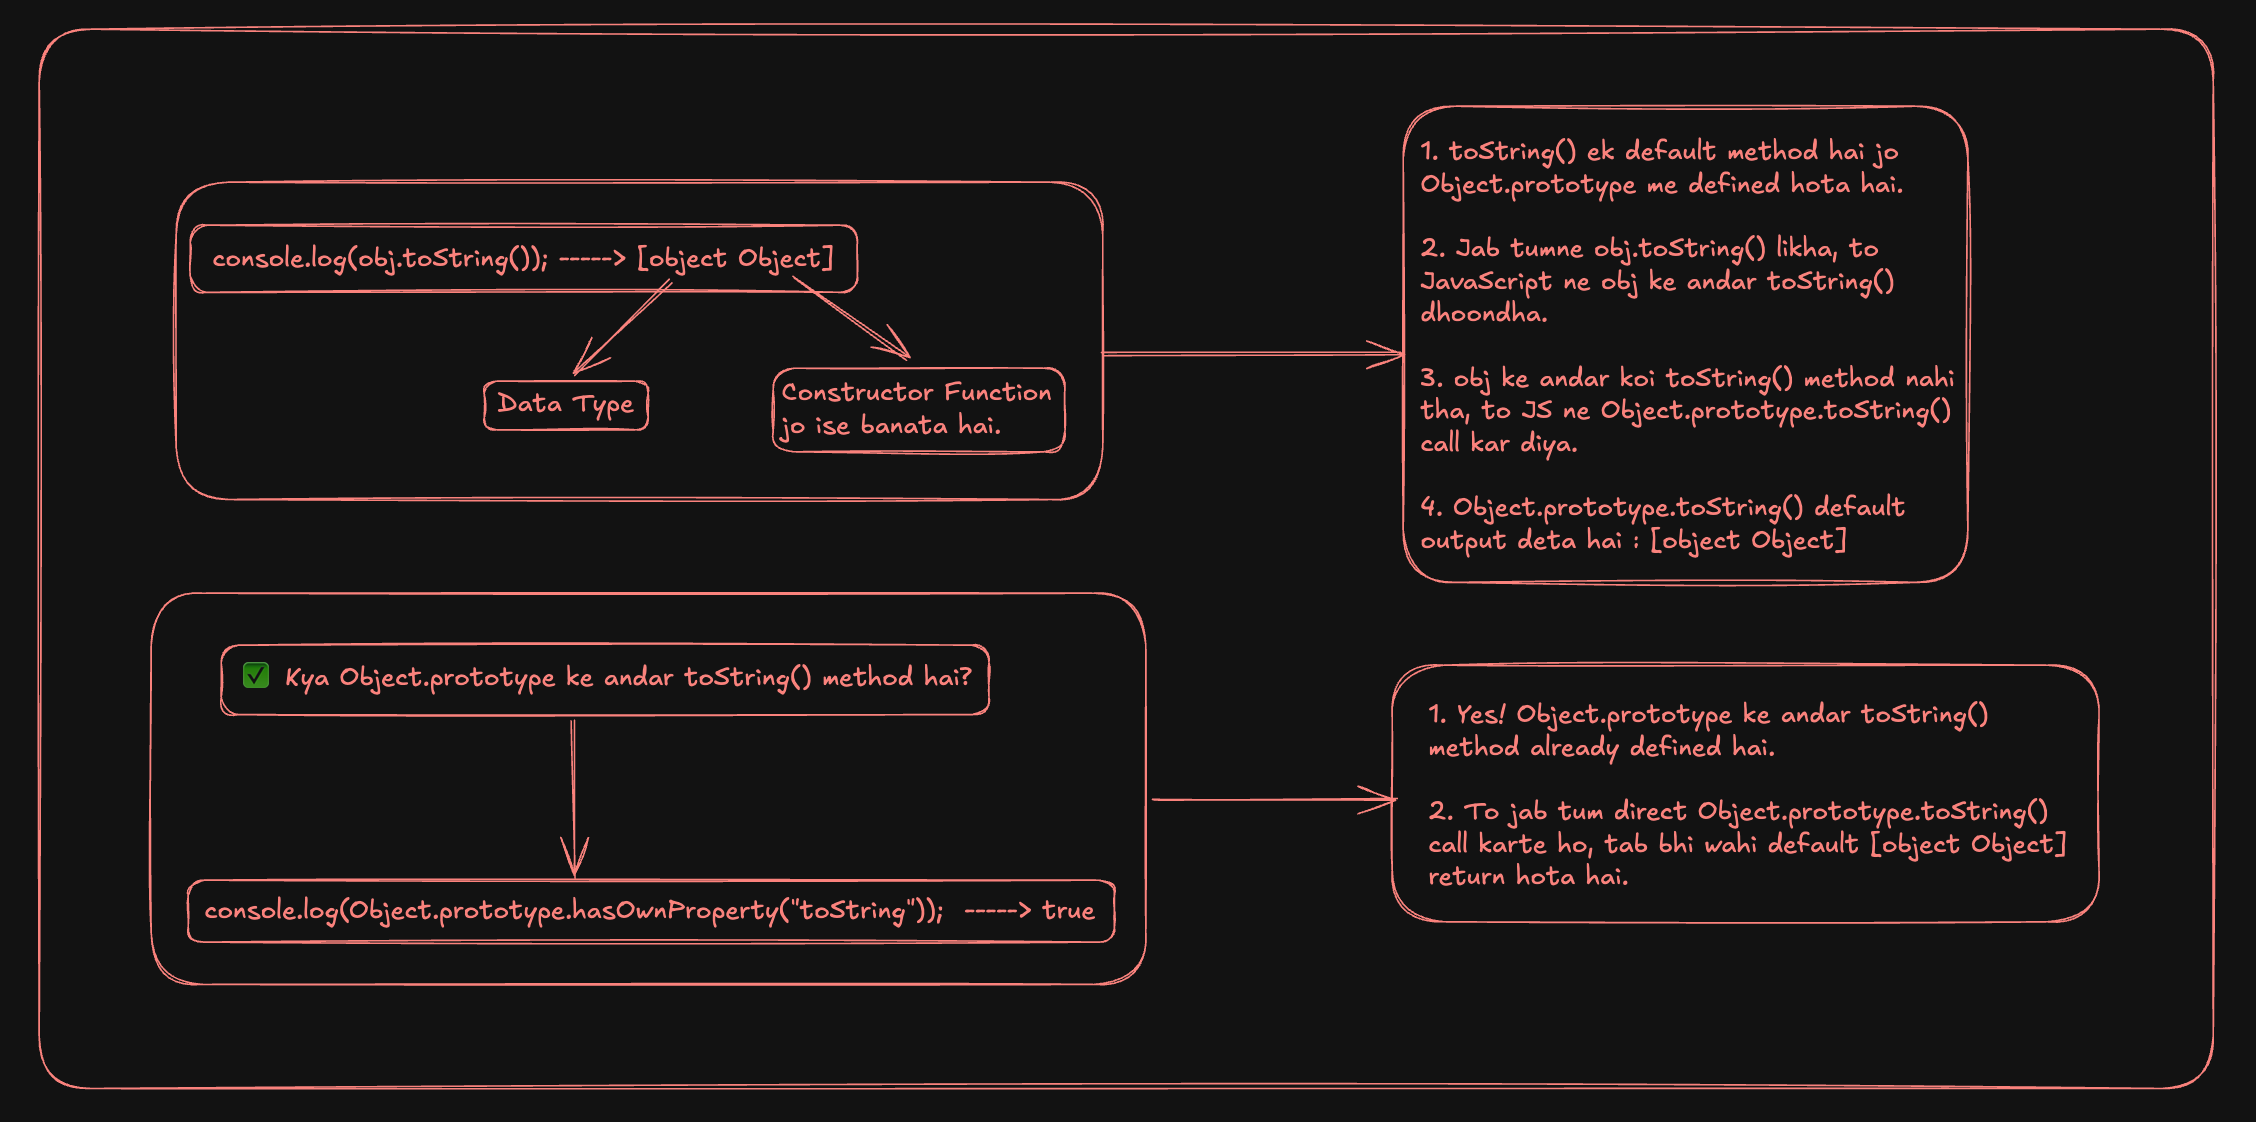 console.log(obj.toString()); -----> [object Object]
Data Type
Constructor Function
jo ise banata hai.
1. toString() ek default method hai jo
Object.prototype me defined hota hai.
2. Jab tumne obj.toString() likha, to
JavaScript ne obj ke andar toString()
dhoondha.
3. obj ke andar koi toString() method nahi
tha, to JS ne Object.prototype.toString()
call kar diya.
4. Object.prototype.toString() default
output deta hai : [object Object]
✅ Kya Object.prototype ke andar toString() method hai?
console.log(Object.prototype.hasOwnProperty("toString")); -----> true
1. Yes! Object.prototype ke andar toString()
method already defined hai.
2. To jab tum direct Object.prototype.toString()
call karte ho, tab bhi wahi default [object Object]
return hota hai.